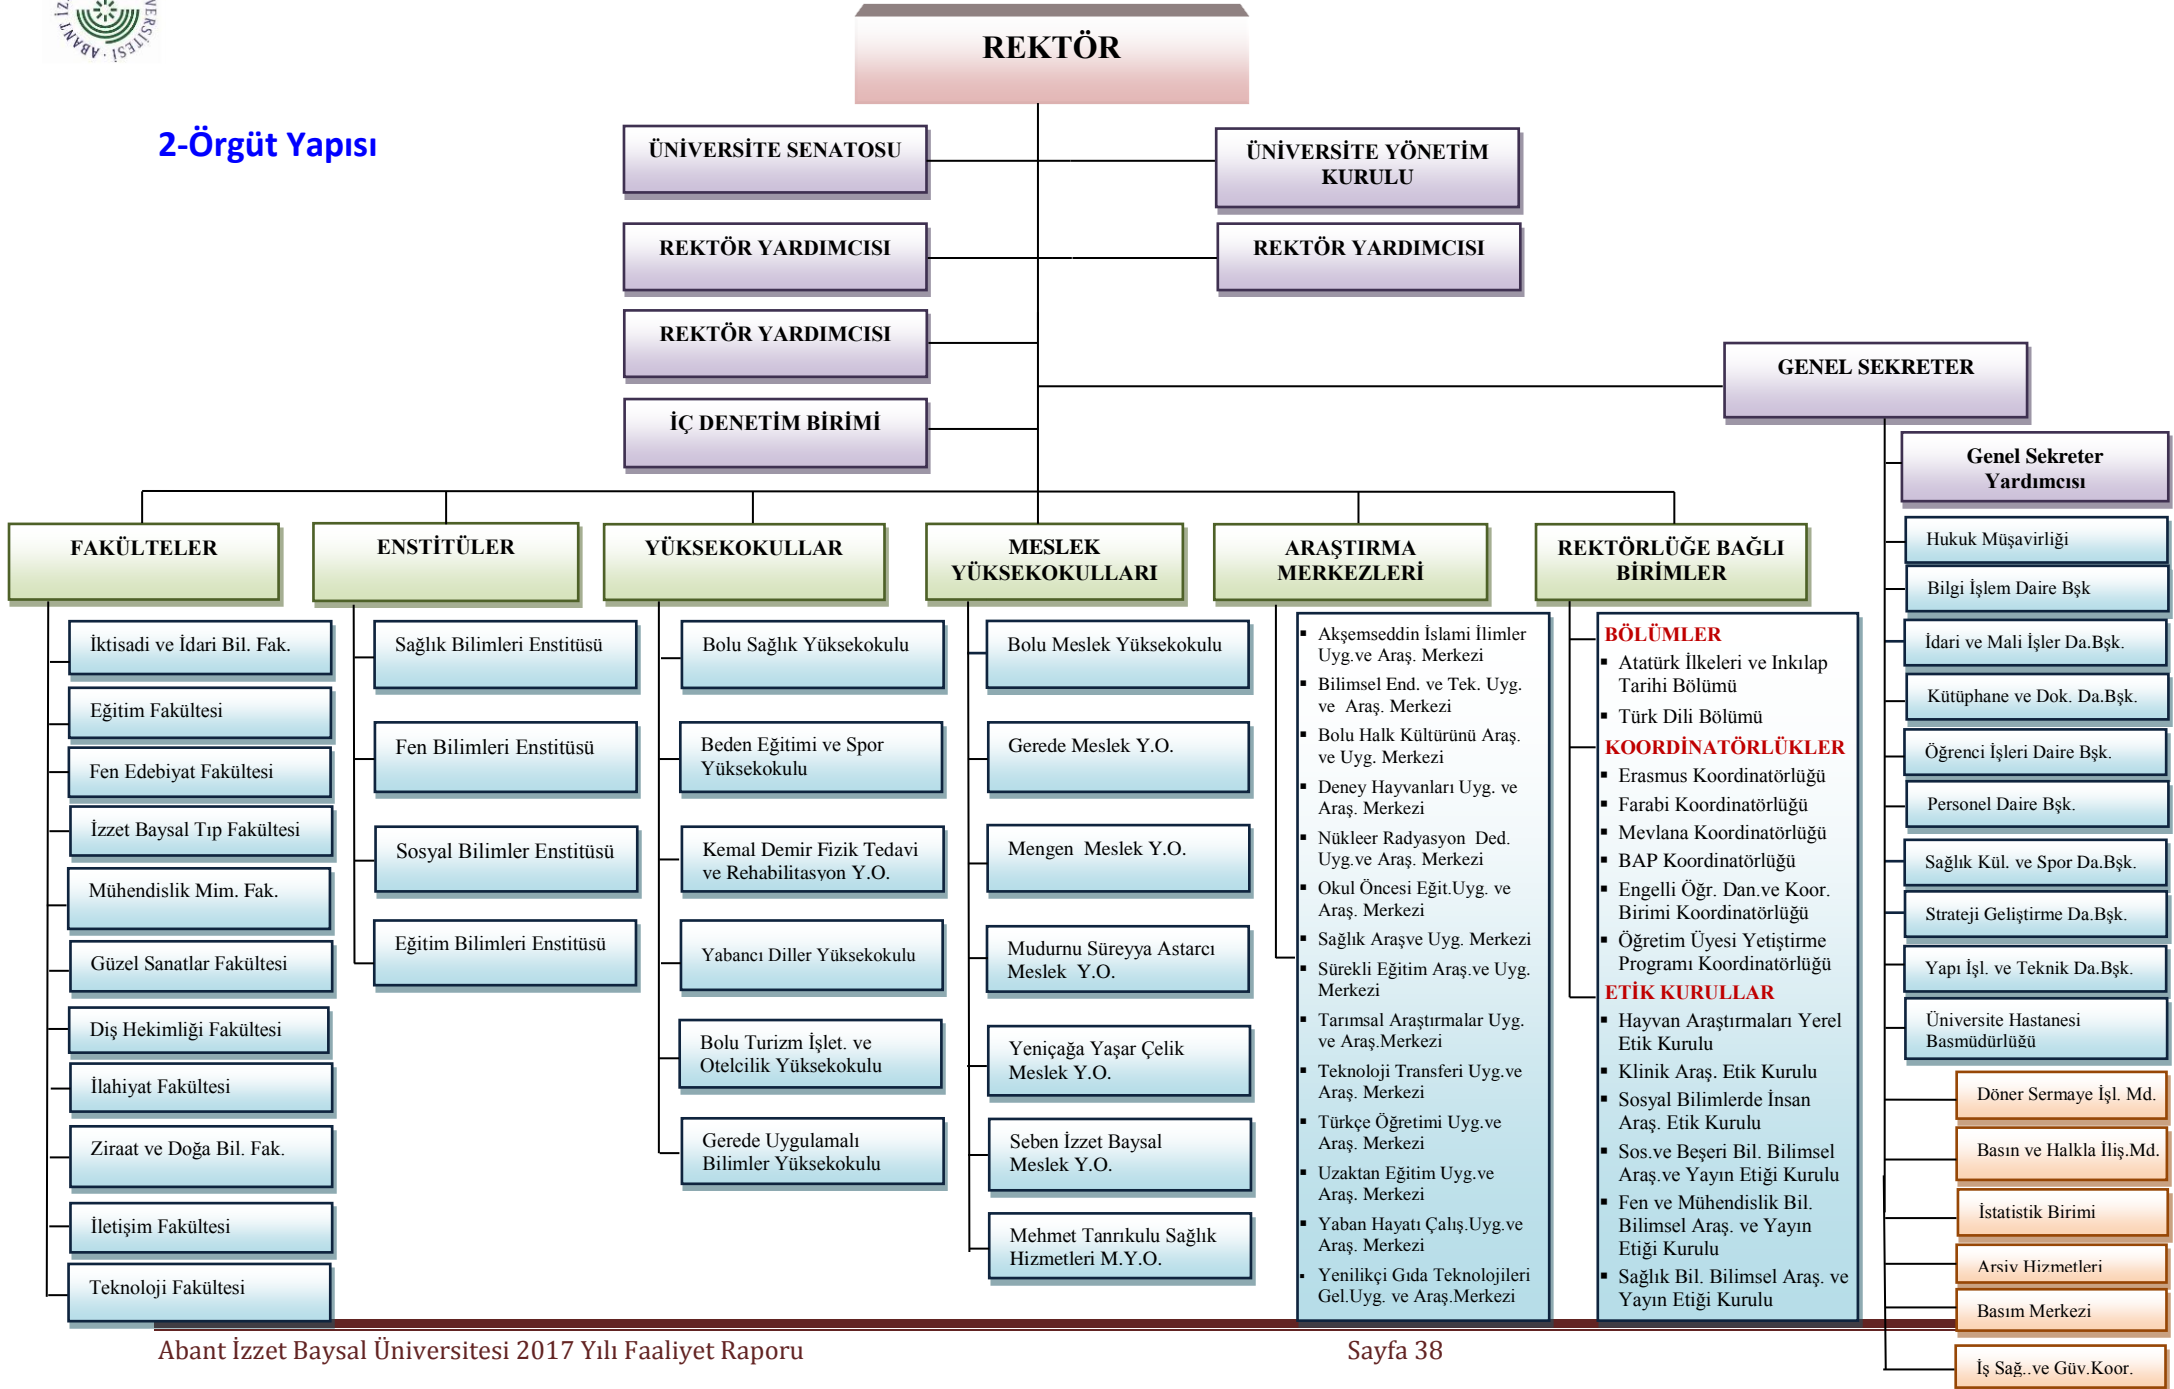 REKTÖR
2-Örgüt Yapısı
ÜNİVERSİTE SENATOSU
ÜNİVERSİTE YÖNETİM
KURULU
REKTÖR YARDIMCISI
REKTÖR YARDIMCISI
REKTÖR YARDIMCISI
GENEL SEKRETER
İÇ DENETİM BİRİMİ
Genel Sekreter
Yardımcısı
FAKÜLTELER
İktisadi ve İdari Bil. Fak.
Eğitim Fakültesi
Fen Edebiyat Fakültesi
İzzet Baysal Tıp Fakültesi
Mühendislik Mim. Fak.
Güzel Sanatlar Fakültesi
Diş Hekimliği Fakültesi
İlahiyat Fakültesi
Ziraat ve Doğa Bil. Fak.
İletişim Fakültesi
Teknoloji Fakültesi
ENSTİTÜLER
Sağlık Bilimleri Enstitüsü
Fen Bilimleri Enstitüsü
Sosyal Bilimler Enstitüsü
Eğitim Bilimleri Enstitüsü
YÜKSEKOKULLAR
Bolu Sağlık Yüksekokulu
Beden Eğitimi ve Spor
Yüksekokulu
Kemal Demir Fizik Tedavi
ve Rehabilitasyon Y.O.
Yabancı Diller Yüksekokulu
Bolu Turizm İşlet. ve
Otelcilik Yüksekokulu
Gerede Uygulamalı
Bilimler Yüksekokulu
MESLEK
YÜKSEKOKULLARI
Bolu Meslek Yüksekokulu
Gerede Meslek Y.O.
Mengen  Meslek Y.O.
Mudurnu Süreyya Astarcı
Meslek  Y.O.
Yeniçağa Yaşar Çelik
Meslek Y.O.
Seben İzzet Baysal
Meslek Y.O.
Mehmet Tanrıkulu Sağlık
Hizmetleri M.Y.O.
ARAŞTIRMA
MERKEZLERİ
▪ Akşemseddin İslami İlimler
Uyg.ve Araş. Merkezi
▪ Bilimsel End. ve Tek. Uyg.
ve  Araş. Merkezi
▪ Bolu Halk Kültürünü Araş.
ve Uyg. Merkezi
▪ Deney Hayvanları Uyg. ve
Araş. Merkezi
▪ Nükleer Radyasyon  Ded.
Uyg.ve Araş. Merkezi
▪ Okul Öncesi Eğit.Uyg. ve
Araş. Merkezi
▪ Sağlık Araşve Uyg. Merkezi
▪ Sürekli Eğitim Araş.ve Uyg.
Merkezi
▪ Tarımsal Araştırmalar Uyg.
ve Araş.Merkezi
▪ Teknoloji Transferi Uyg.ve
Araş. Merkezi
▪ Türkçe Öğretimi Uyg.ve
Araş. Merkezi
▪ Uzaktan Eğitim Uyg.ve
Araş. Merkezi
▪ Yaban Hayatı Çalış.Uyg.ve
Araş. Merkezi
▪ Yenilikçi Gıda Teknolojileri
Gel.Uyg. ve Araş.Merkezi
REKTÖRLÜĞE BAĞLI
BİRİMLER
BÖLÜMLER
▪ Atatürk İlkeleri ve Inkılap
Tarihi Bölümü
▪ Türk Dili Bölümü
KOORDİNATÖRLÜKLER
▪ Erasmus Koordinatörlüğü
▪ Farabi Koordinatörlüğü
▪ Mevlana Koordinatörlüğü
▪ BAP Koordinatörlüğü
▪ Engelli Öğr. Dan.ve Koor.
Birimi Koordinatörlüğü
▪ Öğretim Üyesi Yetiştirme
Programı Koordinatörlüğü
ETİK KURULLAR
▪ Hayvan Araştırmaları Yerel
Etik Kurulu
▪ Klinik Araş. Etik Kurulu
▪ Sosyal Bilimlerde İnsan
Araş. Etik Kurulu
▪ Sos.ve Beşeri Bil. Bilimsel
Araş.ve Yayın Etiği Kurulu
▪ Fen ve Mühendislik Bil.
Bilimsel Araş. ve Yayın
Etiği Kurulu
▪ Sağlık Bil. Bilimsel Araş. ve
Yayın Etiği Kurulu
Hukuk Müşavirliği
Bilgi İşlem Daire Bşk
İdari ve Mali İşler Da.Bşk.
Kütüphane ve Dok. Da.Bşk.
Öğrenci İşleri Daire Bşk.
Personel Daire Bşk.
Sağlık Kül. ve Spor Da.Bşk.
Strateji Geliştirme Da.Bşk.
Yapı İşl. ve Teknik Da.Bşk.
Üniversite Hastanesi
Başmüdürlüğü
Döner Sermaye İşl. Md.
Basın ve Halkla İliş.Md.
İstatistik Birimi
Arşiv Hizmetleri
Basım Merkezi
İş Sağ..ve Güv.Koor.
Abant İzzet Baysal Üniversitesi 2017 Yılı Faaliyet Raporu
Sayfa 38